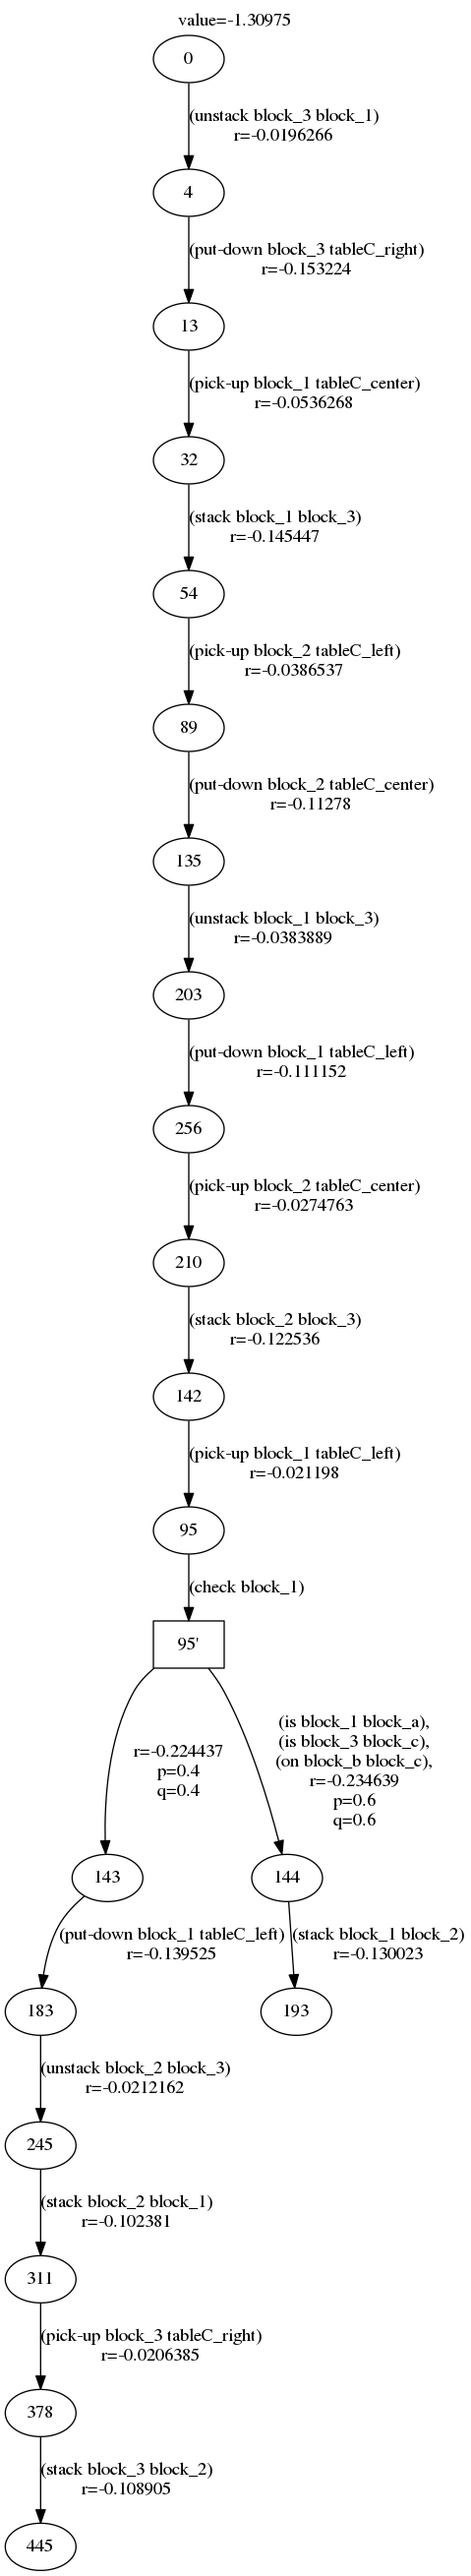 value=-1.30975
0
(unstack block_3 block_1)
r=-0.0196266
4
(put-down block_3 tableC_right)
r=-0.153224
13
(pick-up block_1 tableC_center)
r=-0.0536268
32
(stack block_1 block_3)
r=-0.145447
54
(pick-up block_2 tableC_left)
r=-0.0386537
89
(put-down block_2 tableC_center)
r=-0.11278
135
(unstack block_1 block_3)
r=-0.0383889
203
(put-down block_1 tableC_left)
r=-0.111152
256
(pick-up block_2 tableC_center)
r=-0.0274763
210
(stack block_2 block_3)
r=-0.122536
142
(pick-up block_1 tableC_left)
r=-0.021198
95
(check block_1)
95'
r=-0.224437
p=0.4
q=0.4
(is block_1 block_a),
(is block_3 block_c),
(on block_b block_c),
r=-0.234639
p=0.6
q=0.6
143
144
(put-down block_1 tableC_left)
r=-0.139525
(stack block_1 block_2)
r=-0.130023
183
193
(unstack block_2 block_3)
r=-0.0212162
245
(stack block_2 block_1)
r=-0.102381
311
(pick-up block_3 tableC_right)
r=-0.0206385
378
(stack block_3 block_2)
r=-0.108905
445